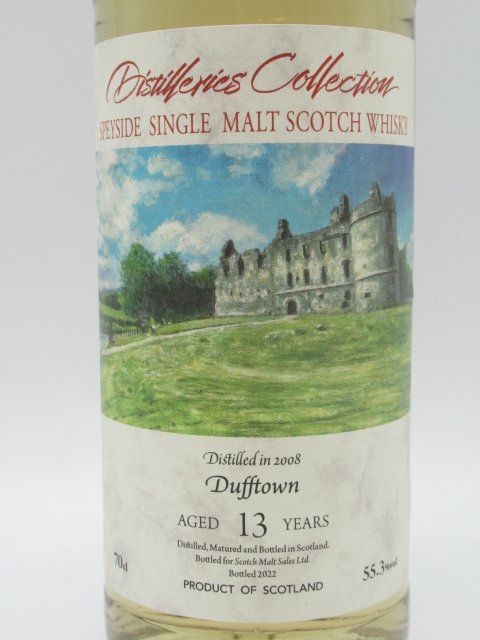 Distilleries Collection
SPEYSIDE SINGLE MALT SCOTCH WHISKY
Distilled in 2008
Dufftown
AGED 13 YEARS
Distilled, Matured and Bottled in Scotland.
Bottled for Scotch Malt Sales Ltd.
Bottled 2022
70cl
55.3%vol
PRODUCT OF SCOTLAND